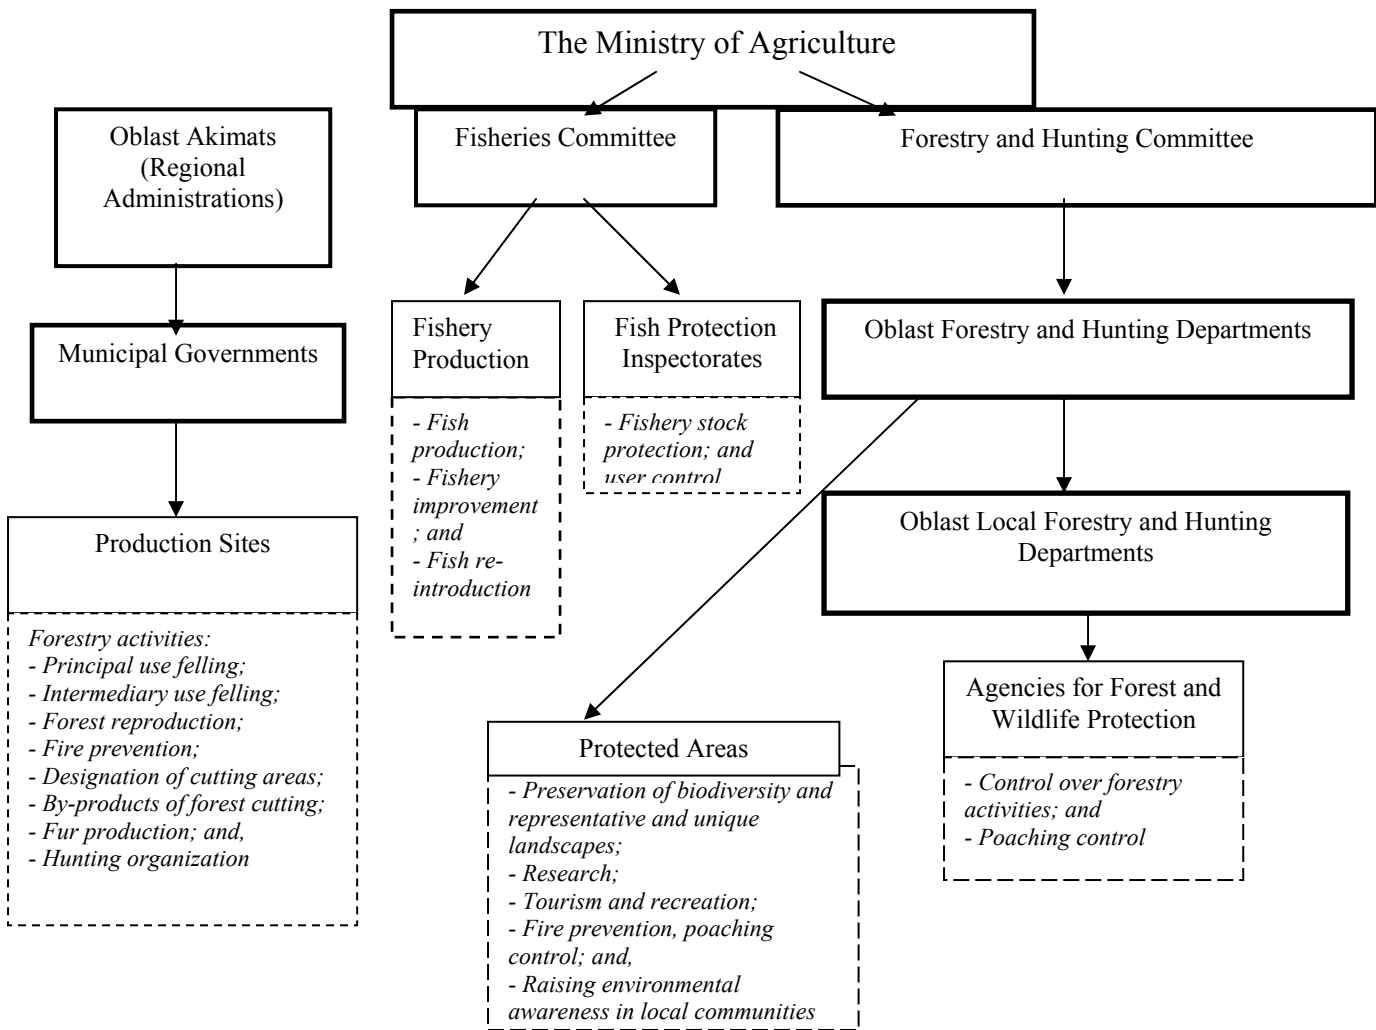 The Ministry of Agriculture
Oblast Akimats
(Regional
Administrations)
Fisheries Committee
Forestry and Hunting Committee
Municipal Governments
Fishery
Production
Fish Protection
Inspectorates
Oblast Forestry and Hunting Departments
- Fish
production;
- Fishery
improvement
; and
- Fish re-
introduction
- Fishery stock
protection; and
user control
Oblast Local Forestry and Hunting
Departments
Production Sites
Forestry activities:
- Principal use felling;
- Intermediary use felling;
- Forest reproduction;
- Fire prevention;
- Designation of cutting areas;
- By-products of forest cutting;
- Fur production; and,
- Hunting organization
Protected Areas
- Preservation of biodiversity and
representative and unique
landscapes;
- Research;
- Tourism and recreation;
- Fire prevention, poaching
control; and,
- Raising environmental
awareness in local communities
Agencies for Forest and
Wildlife Protection
- Control over forestry
activities; and
- Poaching control